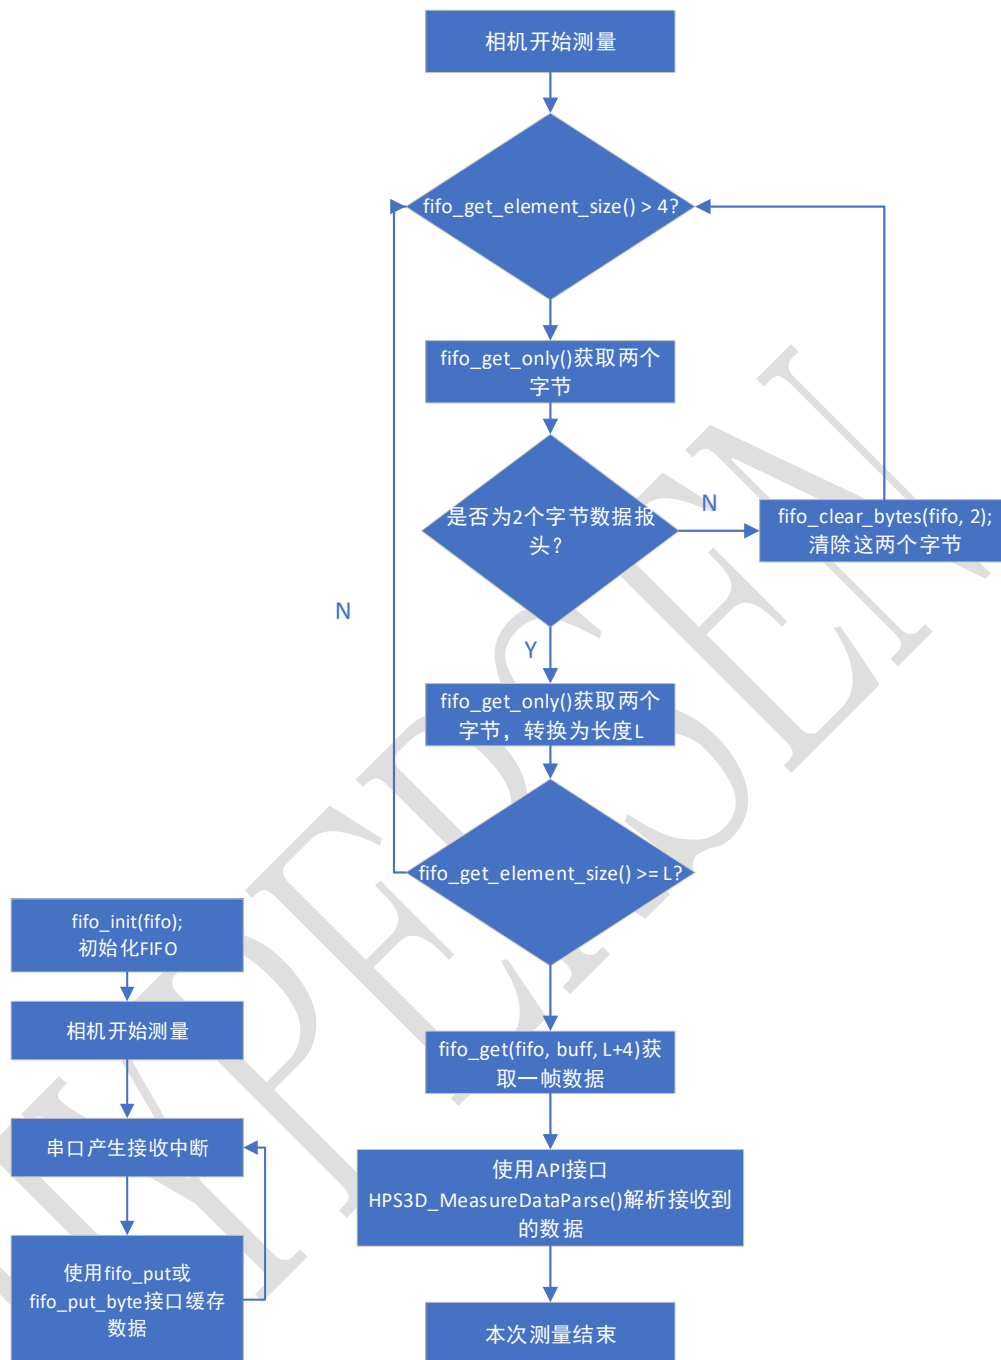 相机开始测量
fifo_get_element_size() > 4?
fifo_get_only()获取两个
字节
是否为2个字节数据报
头？
N
fifo_clear_bytes(fifo, 2);
清除这两个字节
N
Y
fifo_get_only()获取两个
字节，转换为长度L
fifo_get_element_size() >= L?
fifo_get(fifo, buff, L+4)获
取一帧数据
使用API接口
HPS3D_MeasureDataParse()解析接收到
的数据
本次测量结束
fifo_init(fifo);
初始化FIFO
相机开始测量
串口产生接收中断
使用fifo_put或
fifo_put_byte接口缓存
数据
HYPERSEN